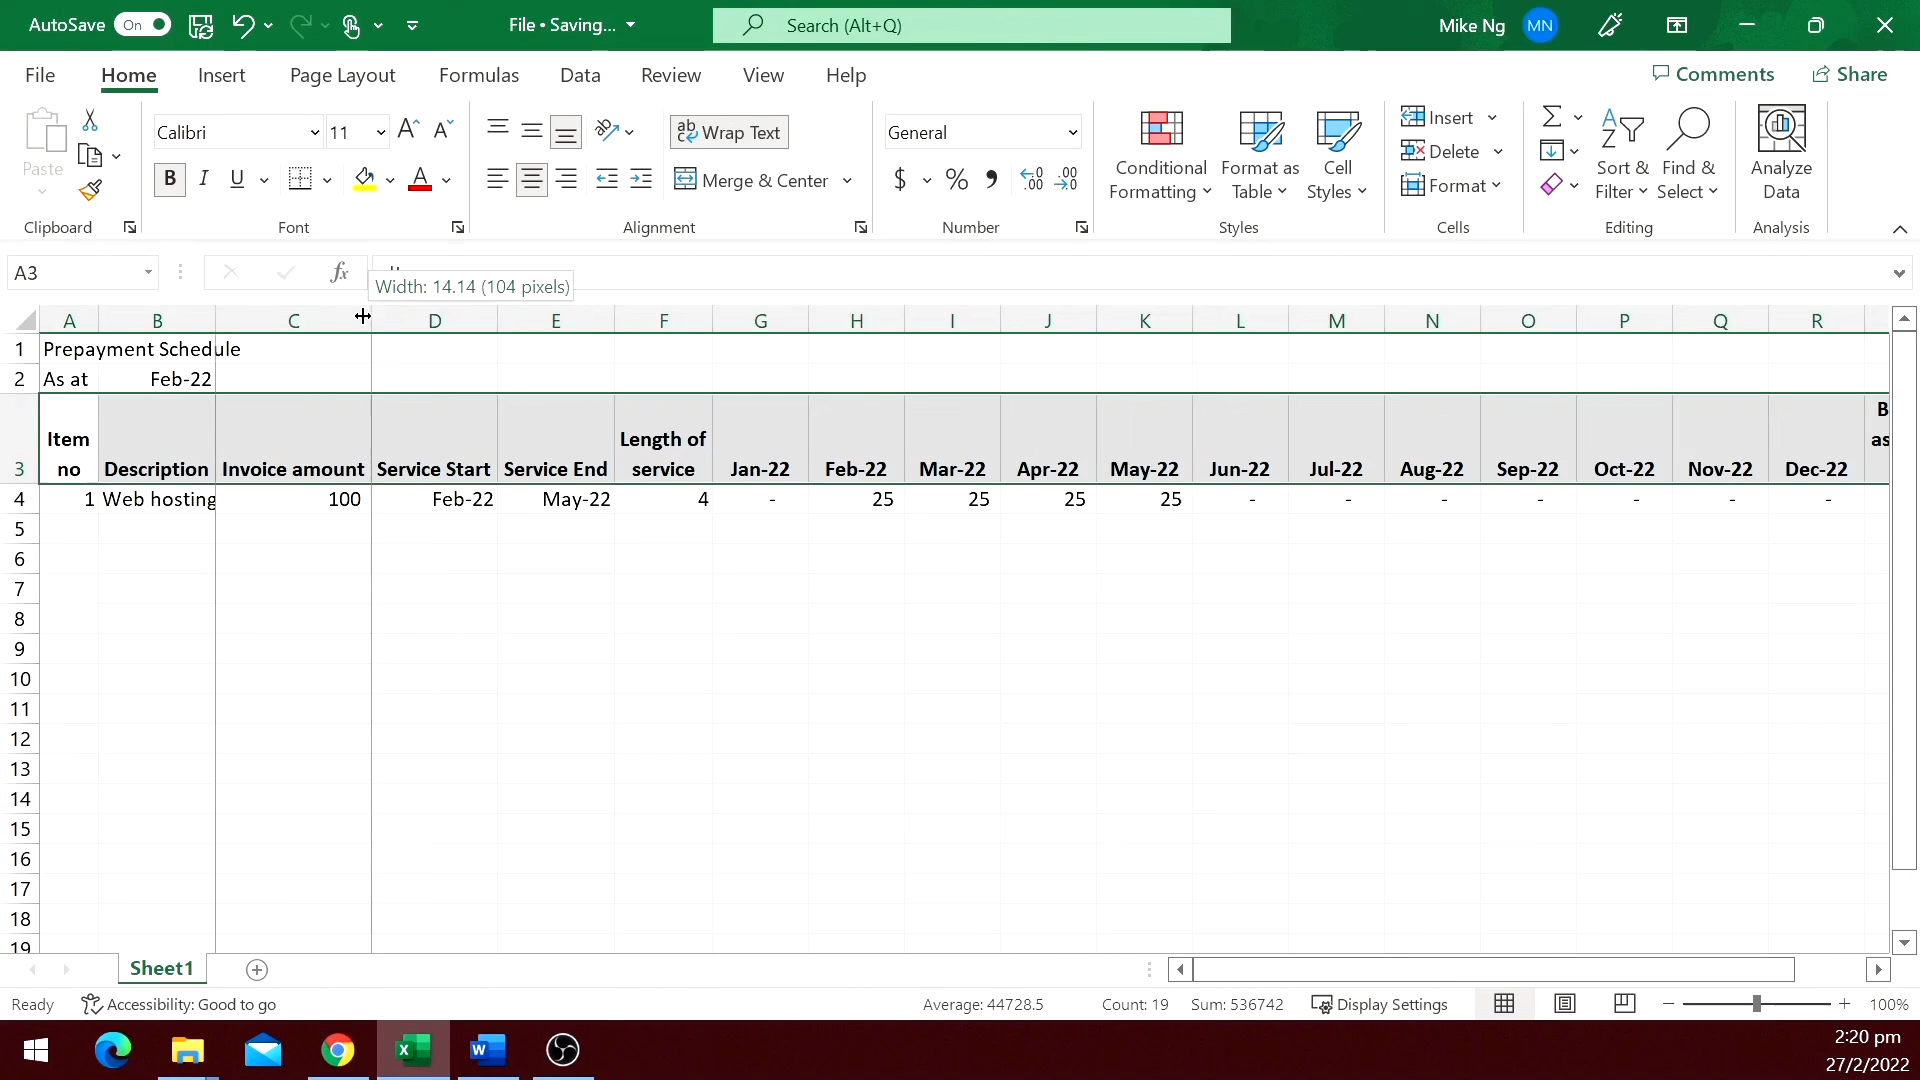 AutoSave On File • Saving... Search (Alt+Q) Mike Ng MN
File Home Insert Page Layout Formulas Data Review View Help Comments Share
Paste
Clipboard
Calibri 11
B I U A
Font
ab Wrap Text
Merge & Center
Alignment
General
$ % .00 .00
Number
Conditional
Formatting
Format as
Table
Cell
Styles
Styles
Insert
Delete
Format
Cells
Sort &
Filter
Find &
Select
Editing
Analyze
Data
Analysis
A3 fx
Width: 14.14 (104 pixels)
A B C D E F G H I J K L M N O P Q R
1 Prepayment Schedule
2 As at Feb-22
3 Item no Description Invoice amount Service Start Service End Length of service Jan-22 Feb-22 Mar-22 Apr-22 May-22 Jun-22 Jul-22 Aug-22 Sep-22 Oct-22 Nov-22 Dec-22 B as
4 1 Web hosting 100 Feb-22 May-22 4 - 25 25 25 25 - - - - - - -
5
6
7
8
9
10
11
12
13
14
15
16
17
18
19
Sheet1
Ready Accessibility: Good to go Average: 44728.5 Count: 19 Sum: 536742 Display Settings 100%
2:20 pm
27/2/2022